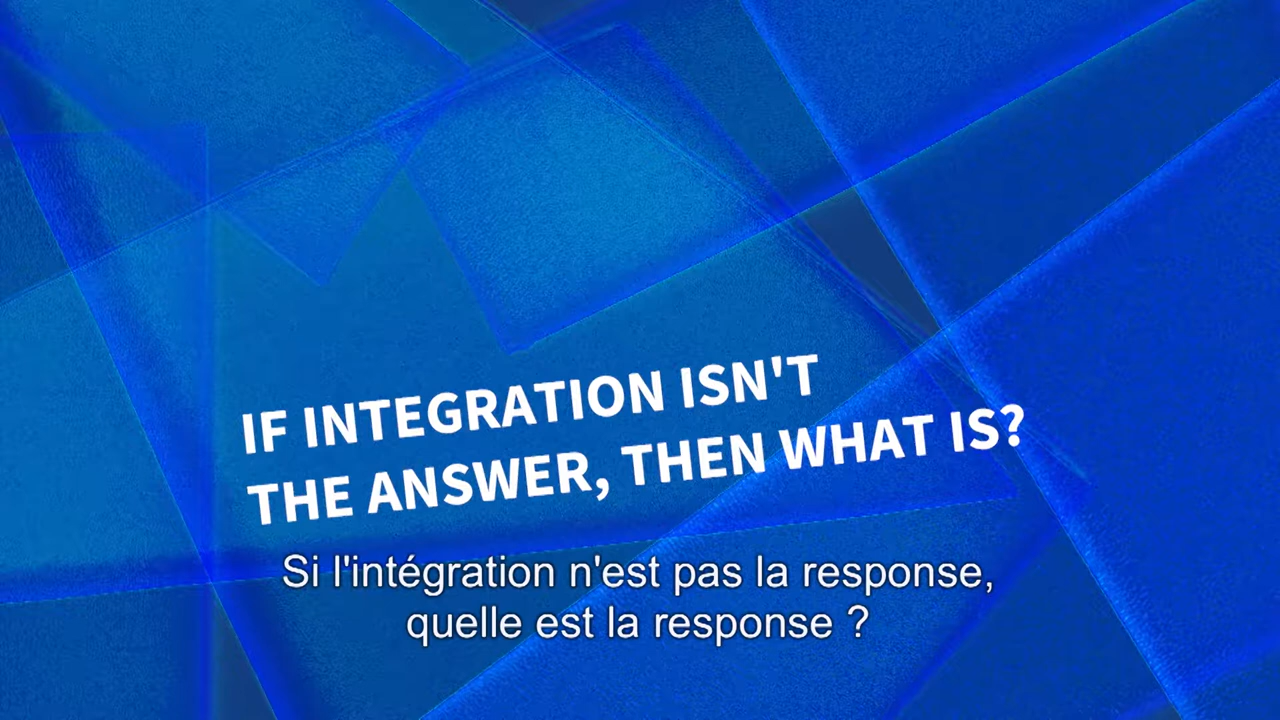 IF INTEGRATION ISN'T
THE ANSWER, THEN WHAT IS?
Si l'intégration n'est pas la response,
quelle est la response ?